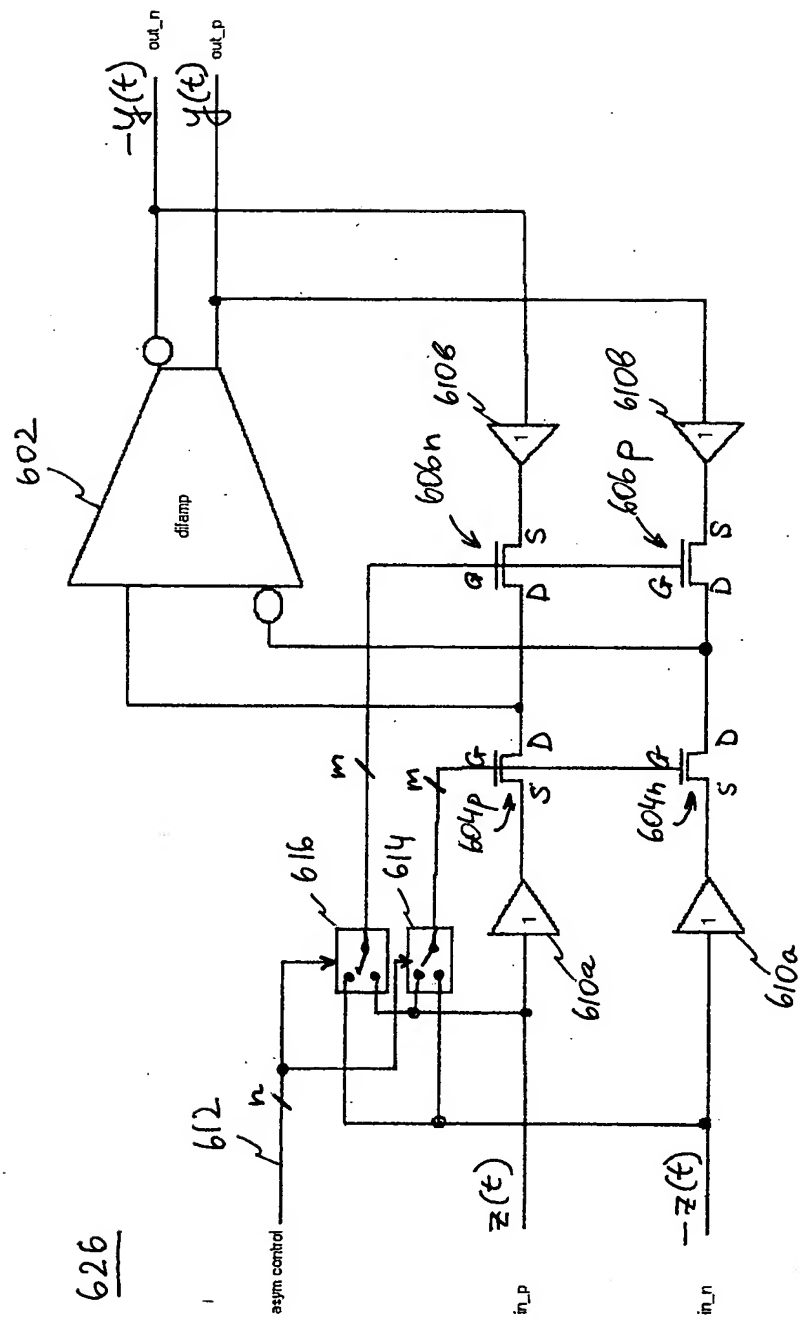 626
asym control
612
n
616
614
m
m
602
difamp
-y(t)
out_n
y(t)
out_p
in_p
z(t)
1
610a
604p
S
G
D
606n
G
D
S
1
610b
in_n
-z(t)
1
610a
604n
S
G
D
606p
G
D
S
1
610b